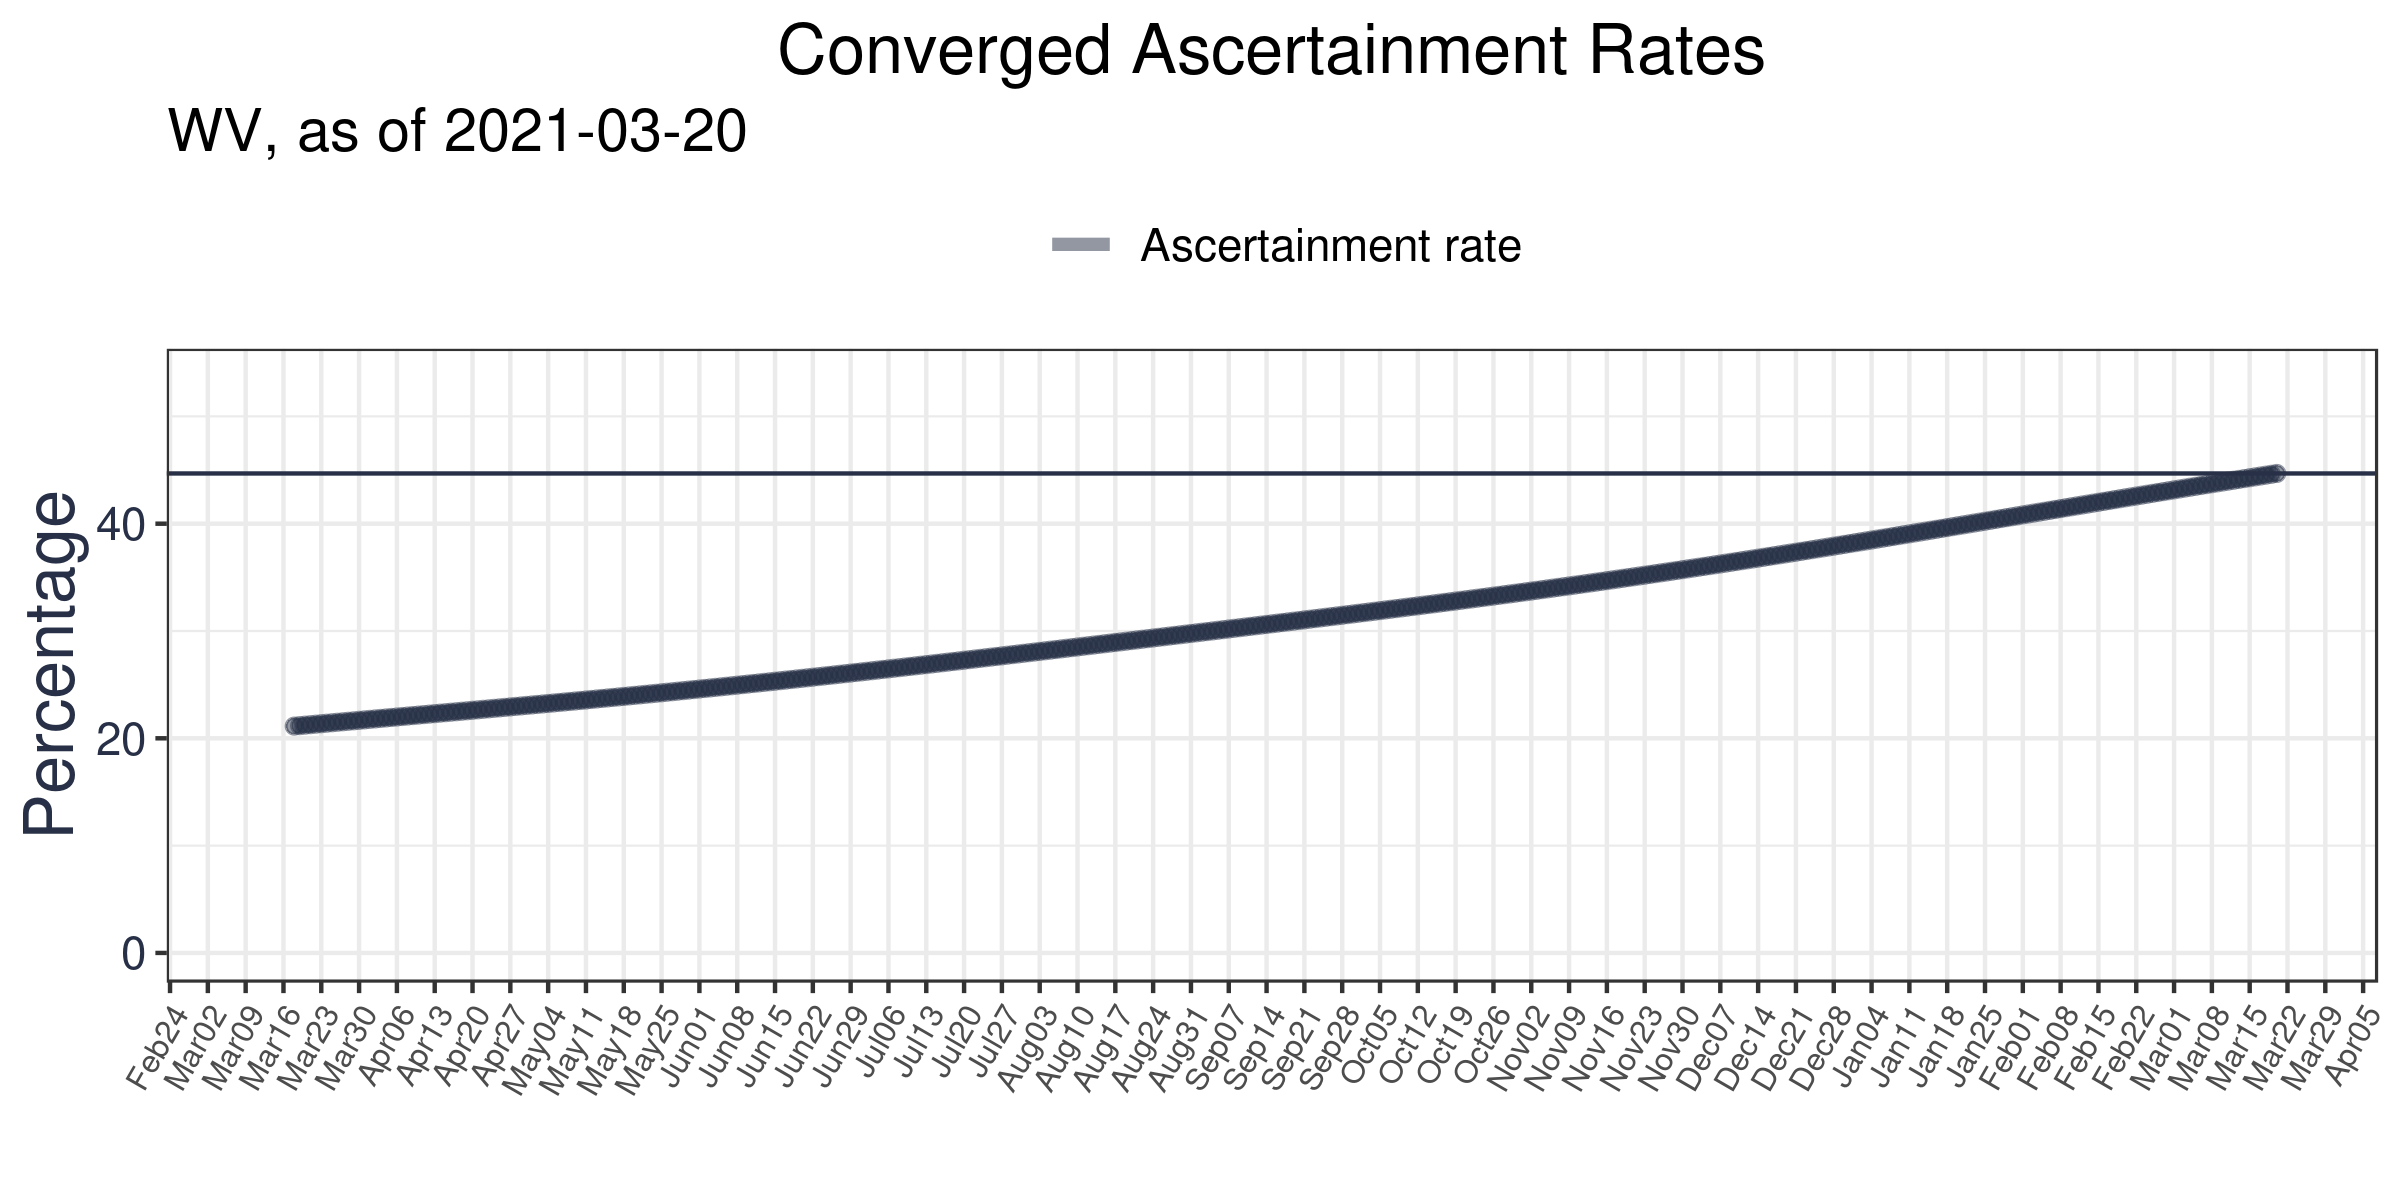 Converged Ascertainment Rates
WV, as of 2021-03-20
Ascertainment rate
Percentage
40
20
0
Feb24
Mar02
Mar09
Mar16
Mar23
Mar30
Apr06
Apr13
Apr20
Apr27
May04
May11
May18
May25
Jun01
Jun08
Jun15
Jun22
Jun29
Jul06
Jul13
Jul20
Jul27
Aug03
Aug10
Aug17
Aug24
Aug31
Sep07
Sep14
Sep21
Sep28
Oct05
Oct12
Oct19
Oct26
Nov02
Nov09
Nov16
Nov23
Nov30
Dec07
Dec14
Dec21
Dec28
Jan04
Jan11
Jan18
Jan25
Feb01
Feb08
Feb15
Feb22
Mar01
Mar08
Mar15
Mar22
Mar29
Apr05